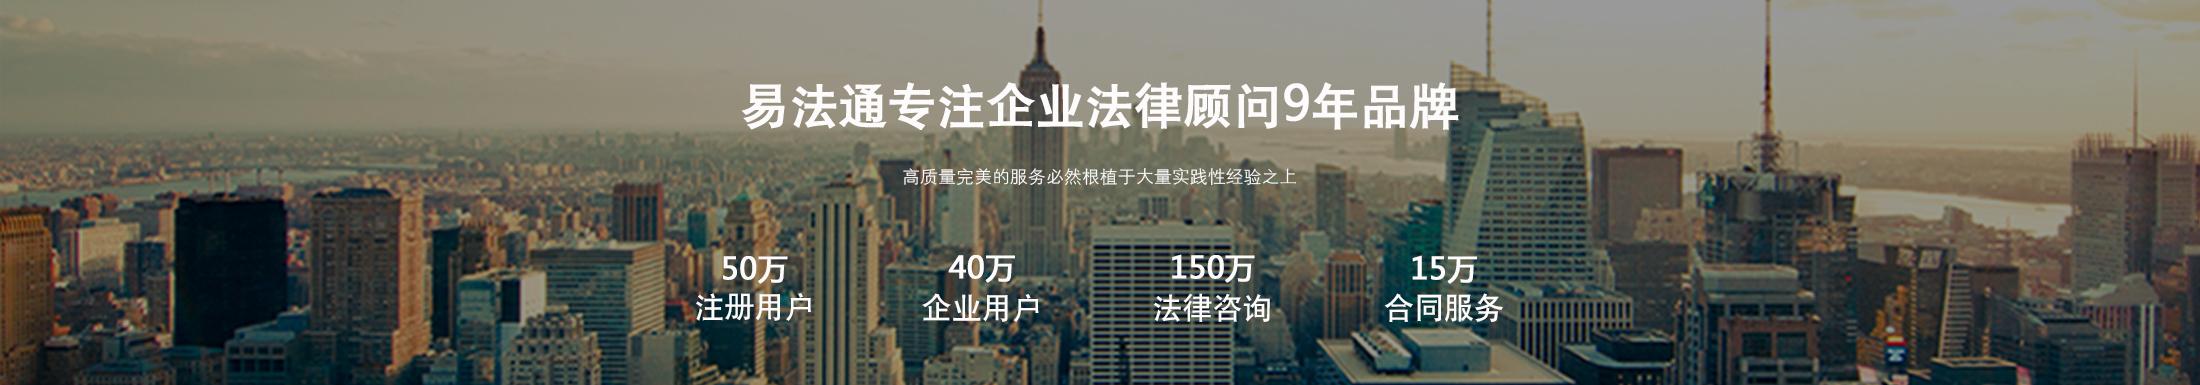 易法通专注企业法律顾问9年品牌
高质量完美的服务必然根植于大量实践性经验之上
50万 40万 150万 15万
注册用户 企业用户 法律咨询 合同服务